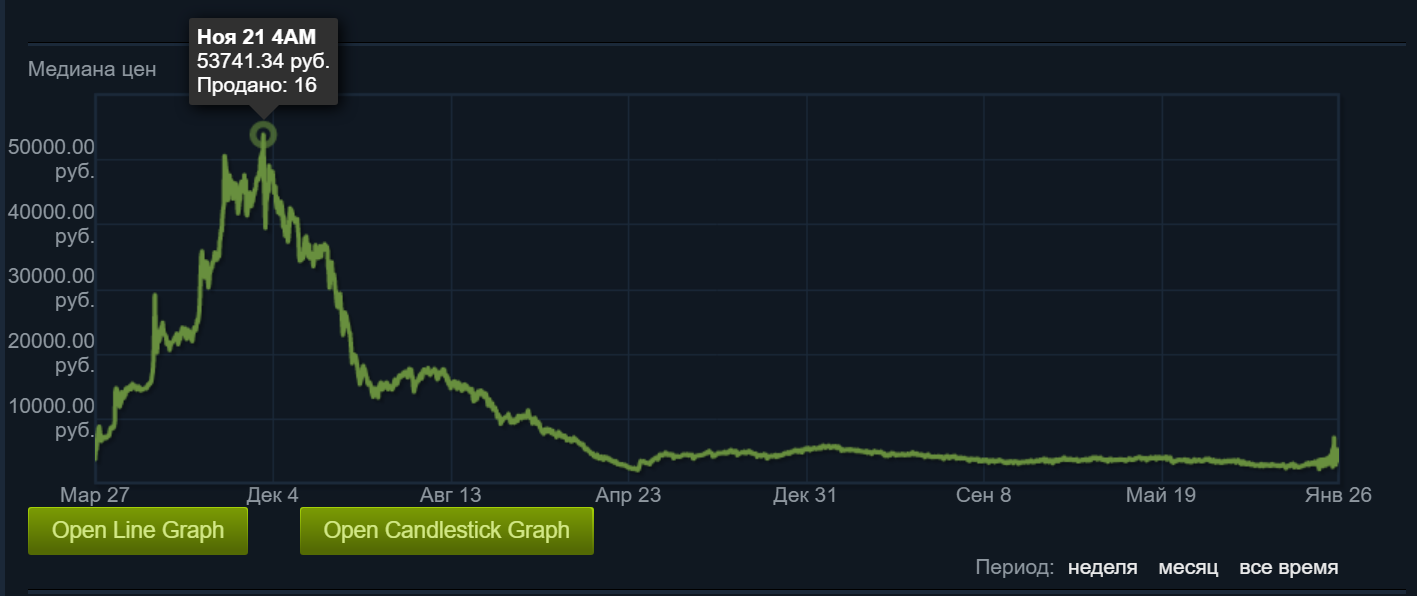 Ноя 21 4AM
53741.34 руб.
Продано: 16
Медиана цен
50000.00
руб.
40000.00
руб.
30000.00
руб.
20000.00
руб.
10000.00
руб.
Мар 27 Дек 4 Авг 13 Апр 23 Дек 31 Сен 8 Май 19 Янв 26
Open Line Graph Open Candlestick Graph
Период: неделя месяц все время